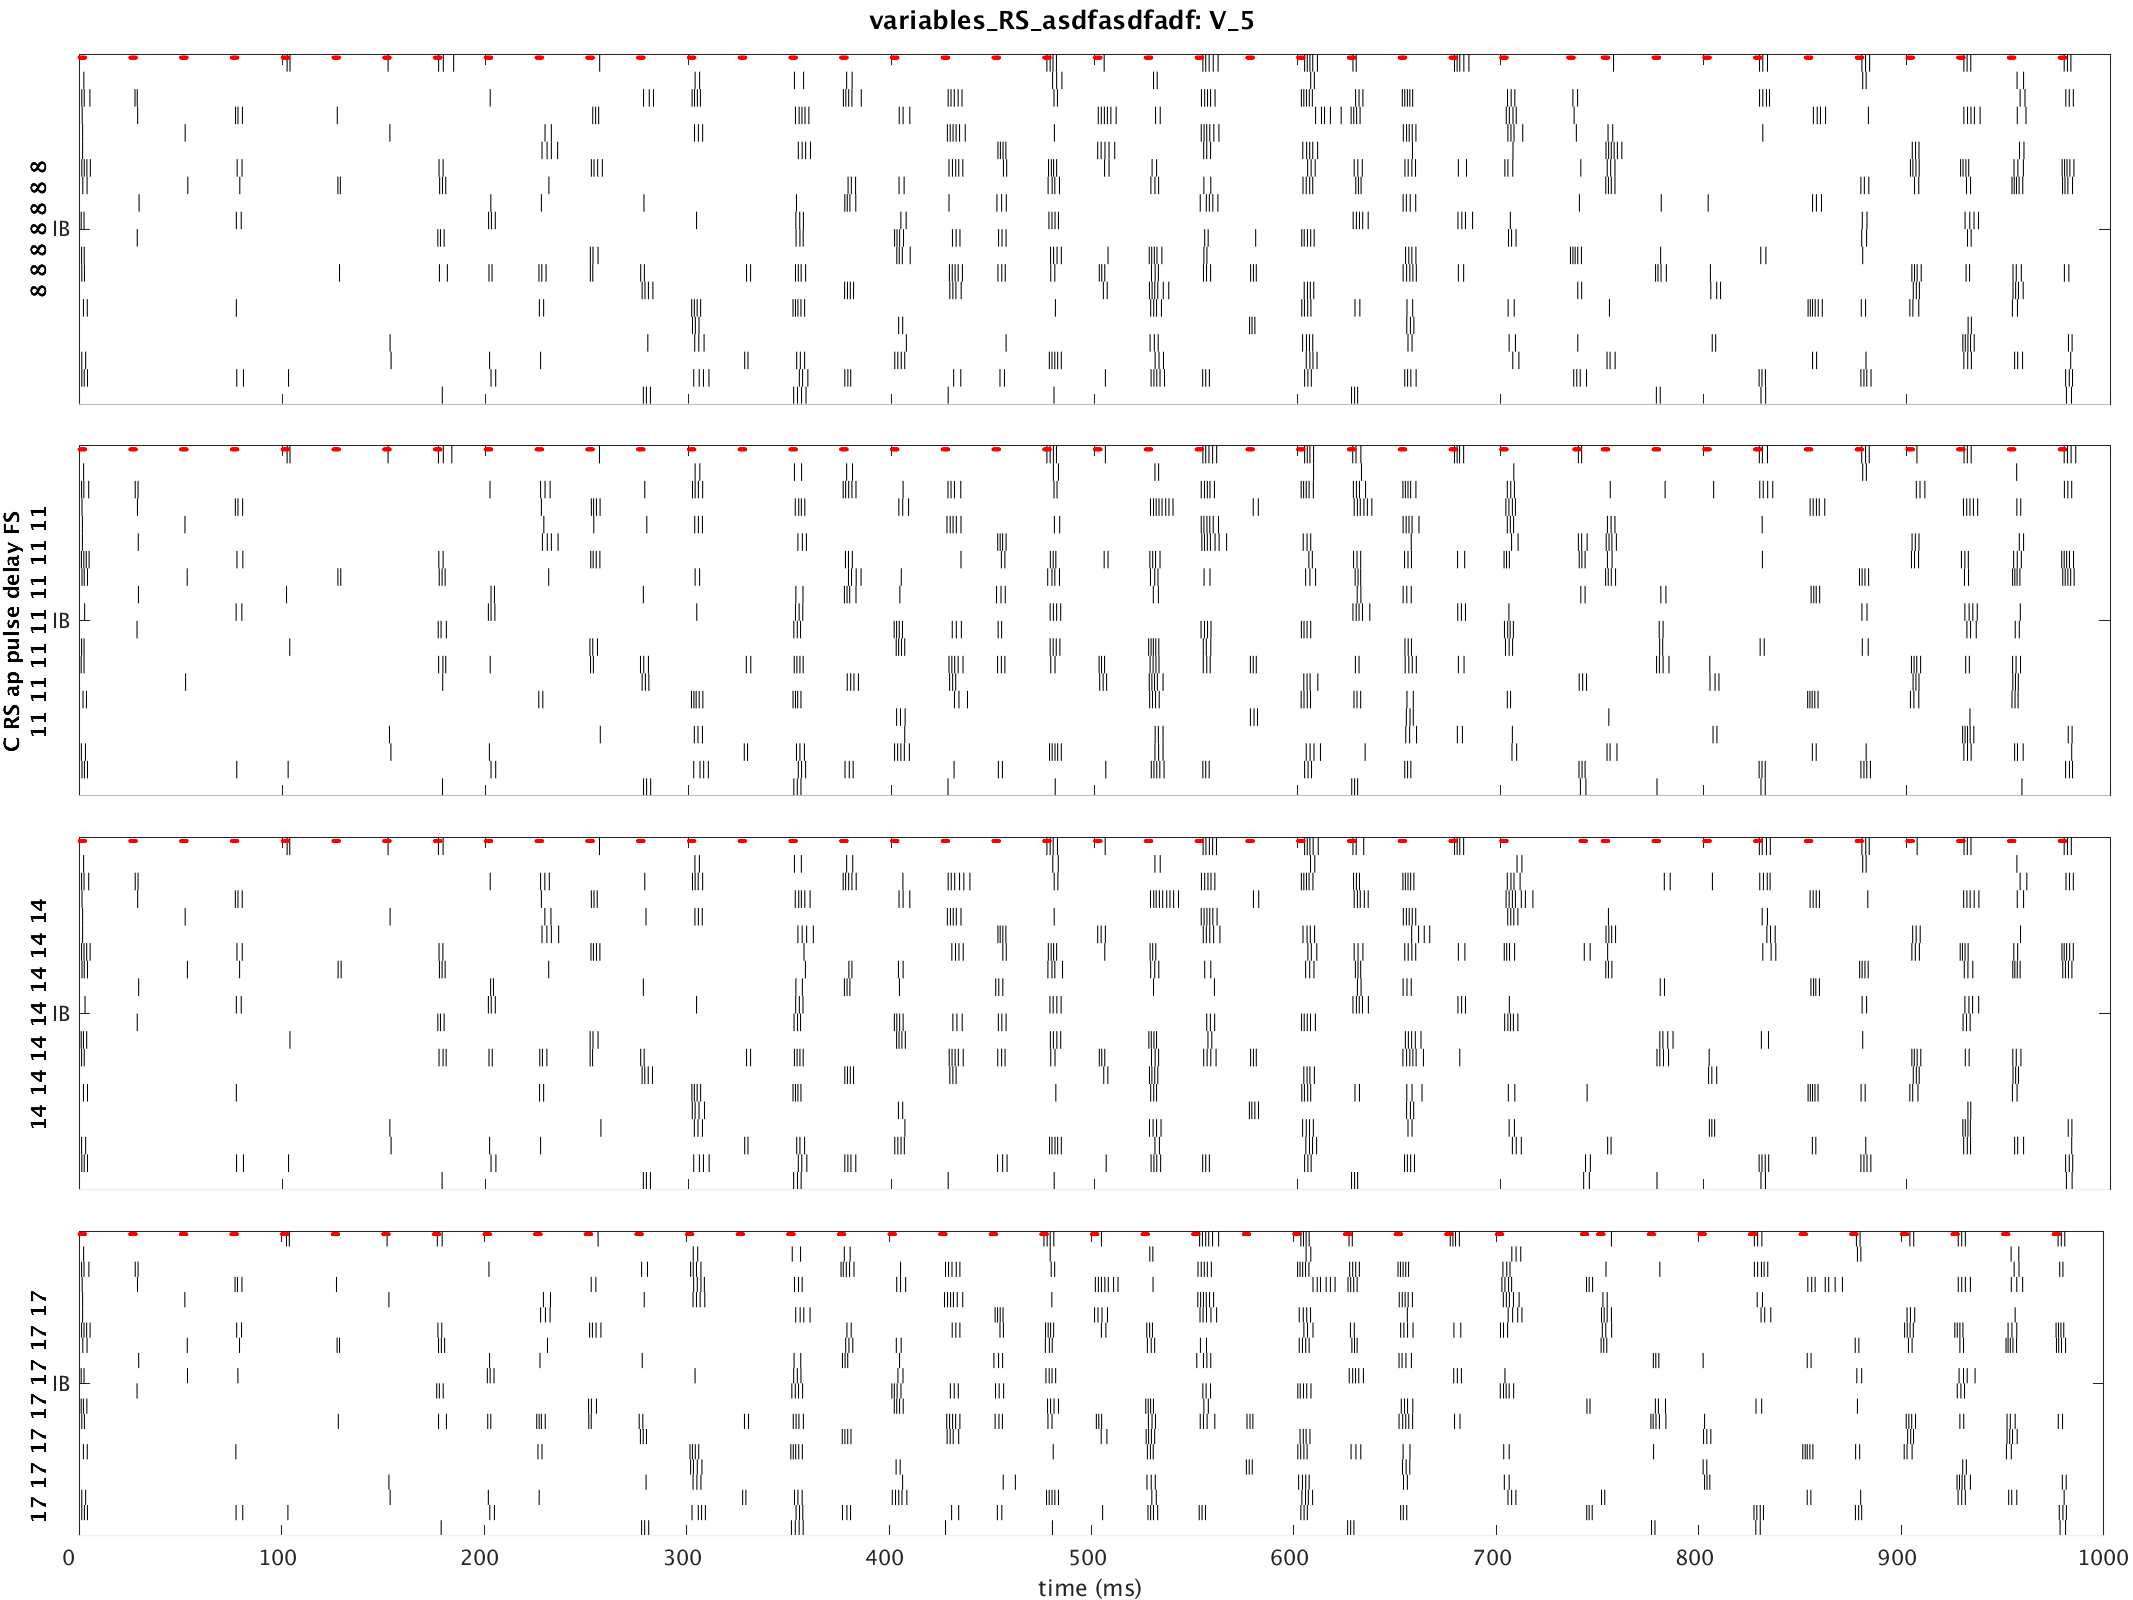 variables_RS_asdfasdfadf: V_5
C RS ap pulse delay FS
8 8 8 8 8 8 8 8
IB
11 11 11 11 11 11 11 11
IB
14 14 14 14 14 14 14 14
IB
17 17 17 17 17 17 17 17
IB
0 100 200 300 400 500 600 700 800 900 1000
time (ms)